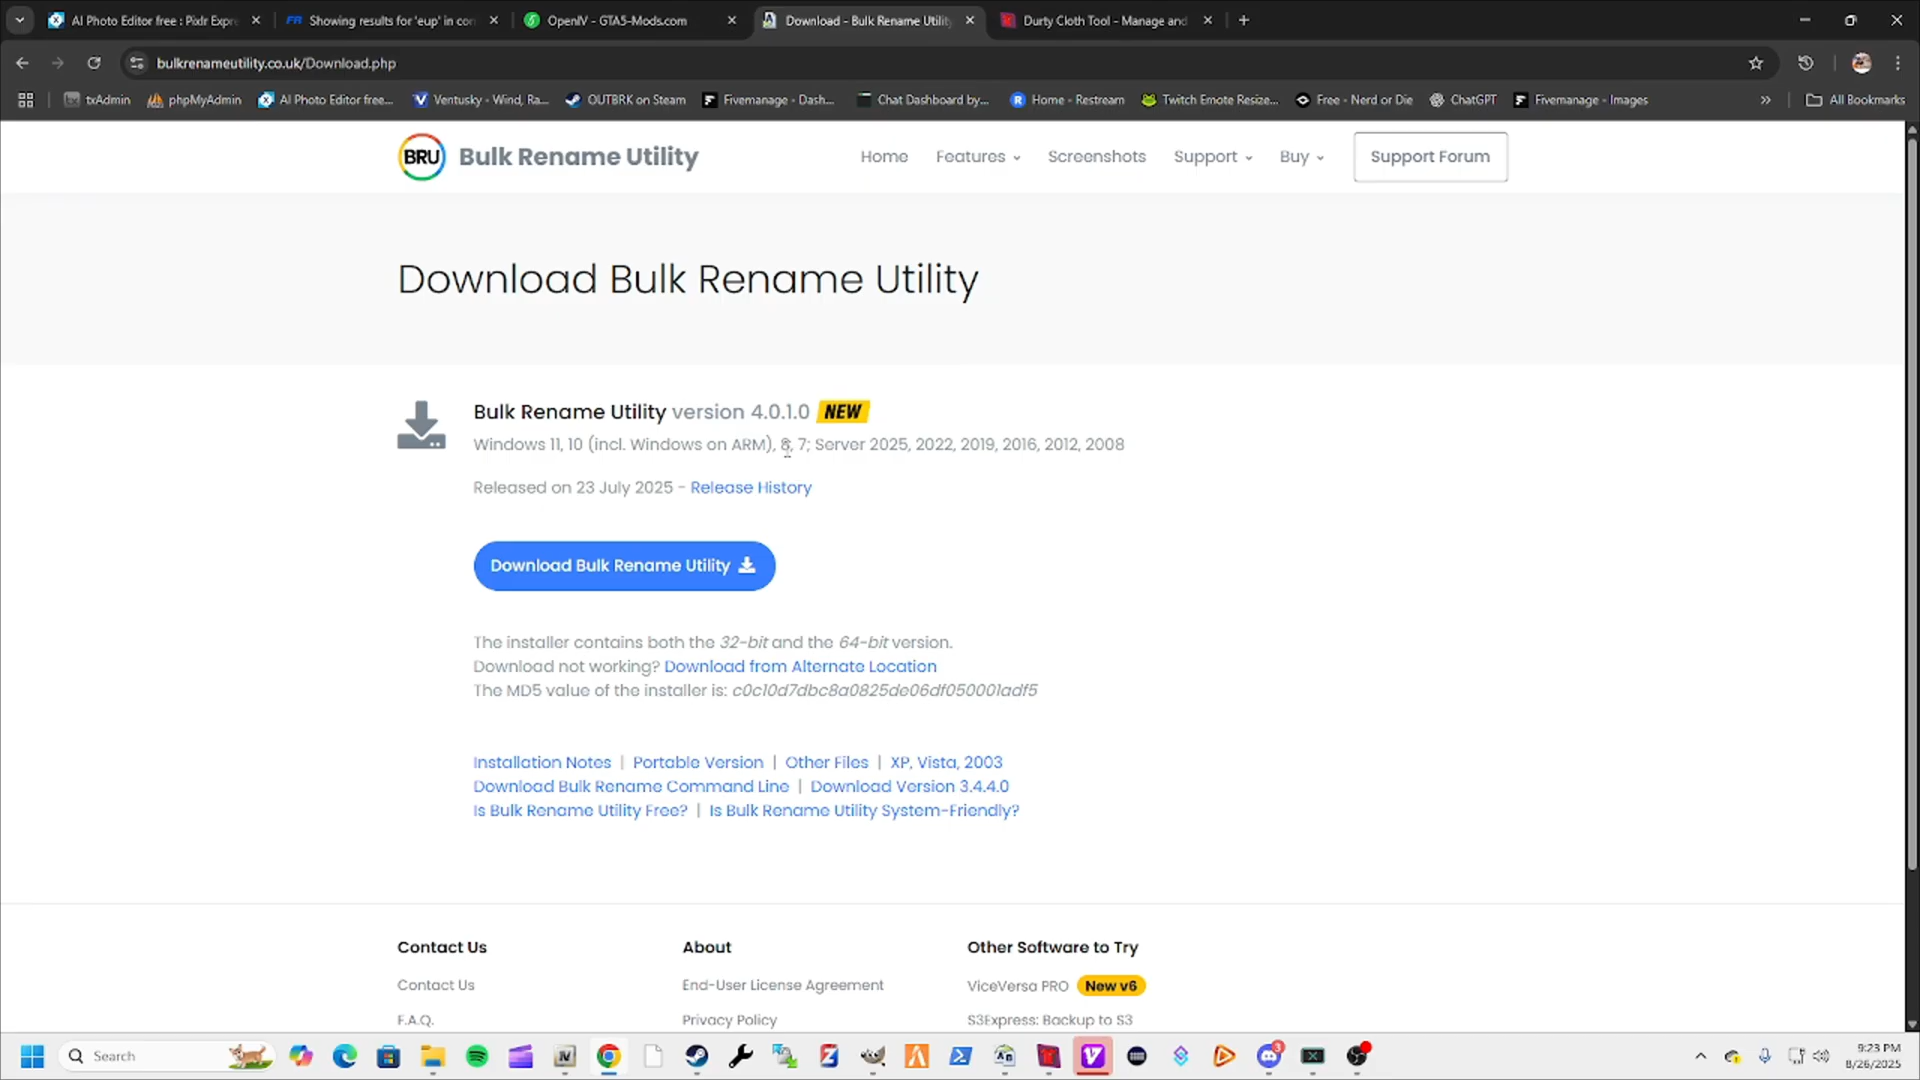 AI Photo Editor free : Pixlr Expre
FR Showing results for 'eup' in con
OpenIV - GTA5-Mods.com
Download - Bulk Rename Utility
Durty Cloth Tool - Manage and
bulkrenameutility.co.uk/Download.php
txAdmin
phpMyAdmin
AI Photo Editor free...
Ventusky - Wind, Ra...
OUTBRK on Steam
Fivemanage - Dash...
Chat Dashboard by...
Home - Restream
Twitch Emote Resize...
Free - Nerd or Die
ChatGPT
Fivemanage - Images
»
All Bookmarks
BRU Bulk Rename Utility
Home
Features
Screenshots
Support
Buy
Support Forum
Download Bulk Rename Utility
Bulk Rename Utility version 4.0.1.0 NEW
Windows 11, 10 (incl. Windows on ARM), 8, 7; Server 2025, 2022, 2019, 2016, 2012, 2008
Released on 23 July 2025 - Release History
Download Bulk Rename Utility
The installer contains both the 32-bit and the 64-bit version.
Download not working? Download from Alternate Location
The MD5 value of the installer is: c0c10d7dbc8a0825de06df050001adf5
Installation Notes | Portable Version | Other Files | XP, Vista, 2003
Download Bulk Rename Command Line | Download Version 3.4.4.0
Is Bulk Rename Utility Free? | Is Bulk Rename Utility System-Friendly?
Contact Us
About
Other Software to Try
Contact Us
End-User License Agreement
ViceVersa PRO New v6
F.A.Q.
Privacy Policy
S3Express: Backup to S3
Search
3
9:23 PM
8/26/2025